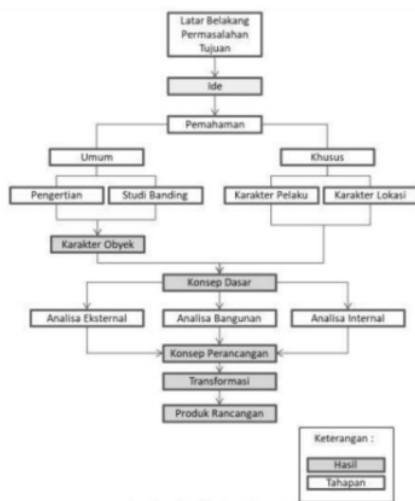 Latar Belakang
Permasalahan
Tujuan
Ide
Pemahaman
Umum
Khusus
Pengertian
Studi Banding
Karakter Pelaku
Karakter Lokasi
Karakter Obyek
Konsep Dasar
Analisa Eksternal
Analisa Bangunan
Analisa Internal
Konsep Perancangan
Transformasi
Produk Rancangan
Keterangan :
Hasil
Tahapan